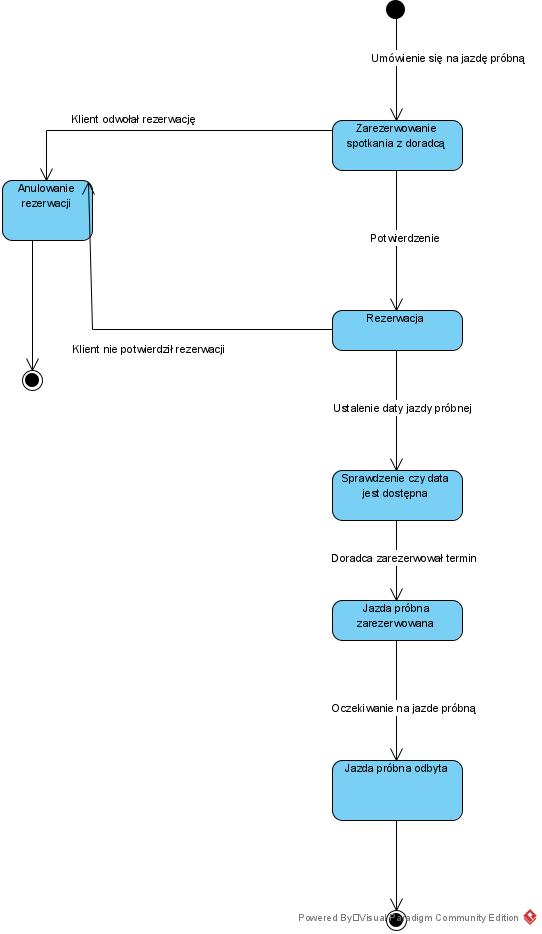 Umówienie się na jazdę próbną
Klient odwołał rezerwację
Zarezerwowanie
spotkania z doradcą
Anulowanie
rezerwacji
Potwierdzenie
Rezerwacja
Klient nie potwierdził rezerwacji
Ustalenie daty jazdy próbnej
Sprawdzenie czy data
jest dostępna
Doradca zarezerwował termin
Jazda próbna
zarezerwowana
Oczekiwanie na jazde próbną
Jazda próbna odbyta
Powered By Visual Paradigm Community Edition